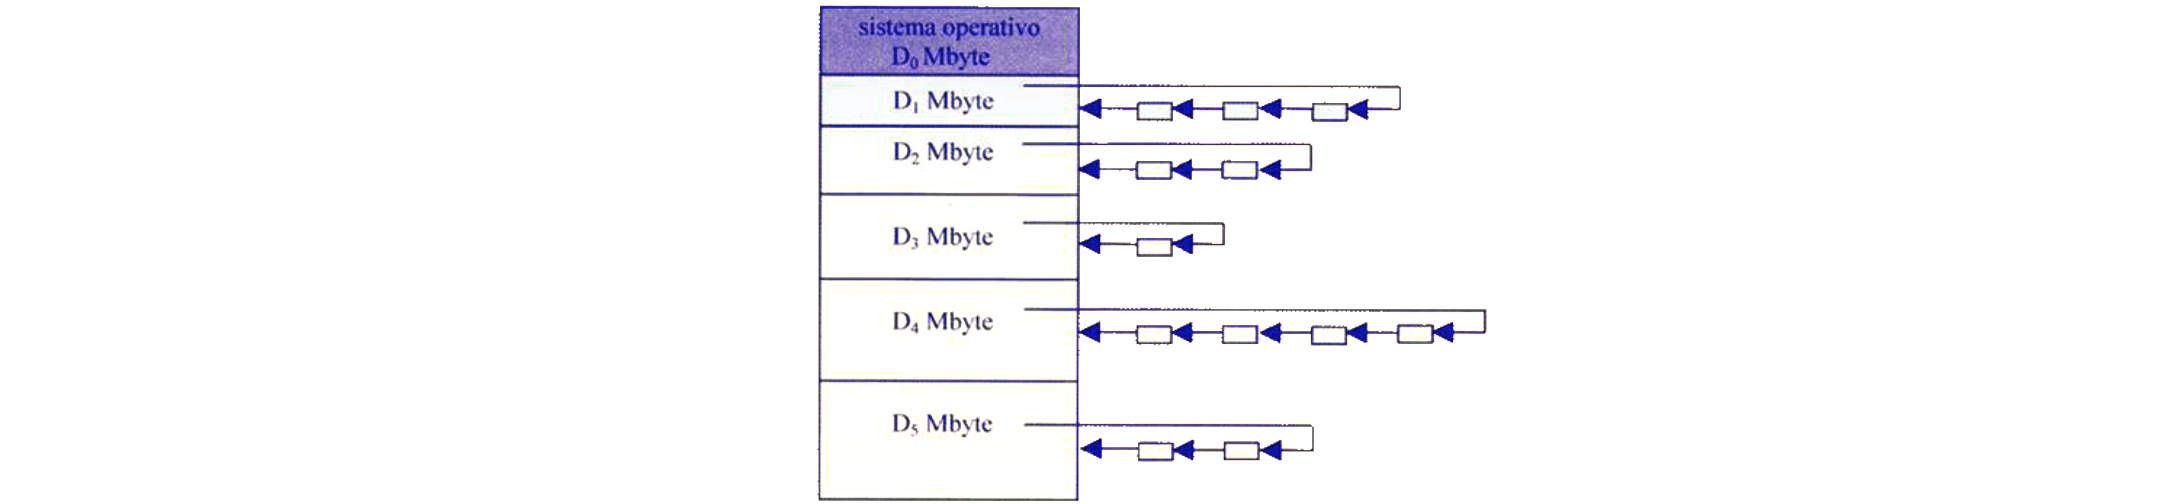 sistema operativo
D₀ Mbyte
D₁ Mbyte
D₂ Mbyte
D₃ Mbyte
D₄ Mbyte
D₅ Mbyte